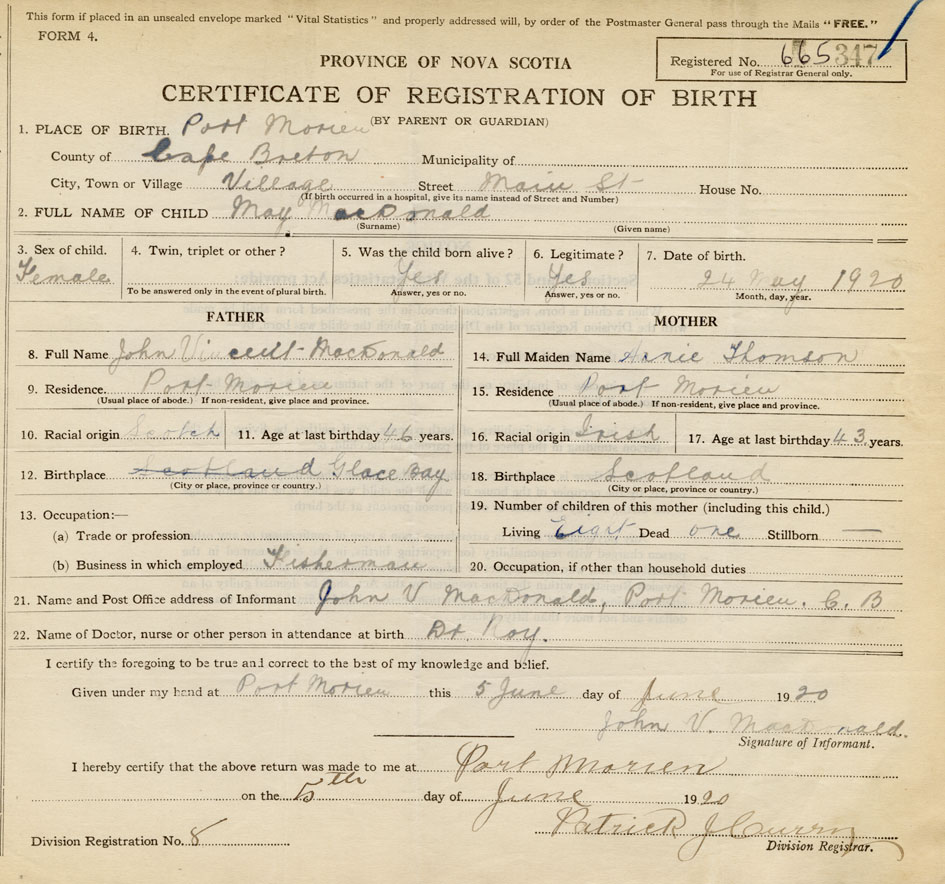 This form if placed in an unsealed envelope marked "Vital Statistics" and properly addressed will, by order of the Postmaster General pass through the Mails "FREE."
FORM 4.
Registered No. 665 347
For use of Registrar General only.
PROVINCE OF NOVA SCOTIA
CERTIFICATE OF REGISTRATION OF BIRTH
(BY PARENT OR GUARDIAN)
1. PLACE OF BIRTH. Port Morien
County of Cape Breton Municipality of
City, Town or Village Village Street Main St House No.
(If birth occurred in a hospital, give its name instead of Street and Number)
2. FULL NAME OF CHILD May MacDonald
(Surname) (Given name)
3. Sex of child. 4. Twin, triplet or other? 5. Was the child born alive? 6. Legitimate? 7. Date of birth.
Female Yes Yes 24 May 1920
To be answered only in the event of plural birth. Answer, yes or no. Answer, yes or no. Month, day, year.
FATHER MOTHER
8. Full Name John Vincent MacDonald 14. Full Maiden Name Annie Thomson
9. Residence. Port Morien 15. Residence Port Morien
(Usual place of abode.) If non-resident, give place and province. (Usual place of abode.) If non-resident, give place and province.
10. Racial origin Scotch 11. Age at last birthday 46 years. 16. Racial origin Irish 17. Age at last birthday 43 years.
12. Birthplace Scotland Glace Bay 18. Birthplace Scotland
(City or place, province or country.) (City or place, province or country.)
13. Occupation:— 19. Number of children of this mother (including this child.)
(a) Trade or profession Living Eight Dead one Stillborn —
(b) Business in which employed Fisherman 20. Occupation, if other than household duties
21. Name and Post Office address of Informant John V MacDonald, Port Morien. C. B
22. Name of Doctor, nurse or other person in attendance at birth Dr. Roy.
I certify the foregoing to be true and correct to the best of my knowledge and belief.
Given under my hand at Port Morien this 5 June day of June 1920
John V. MacDonald.
Signature of Informant.
I hereby certify that the above return was made to me at Port Morien
on the 5th day of June 1920
Patrick J Curry
Division Registration No. 8 Division Registrar.